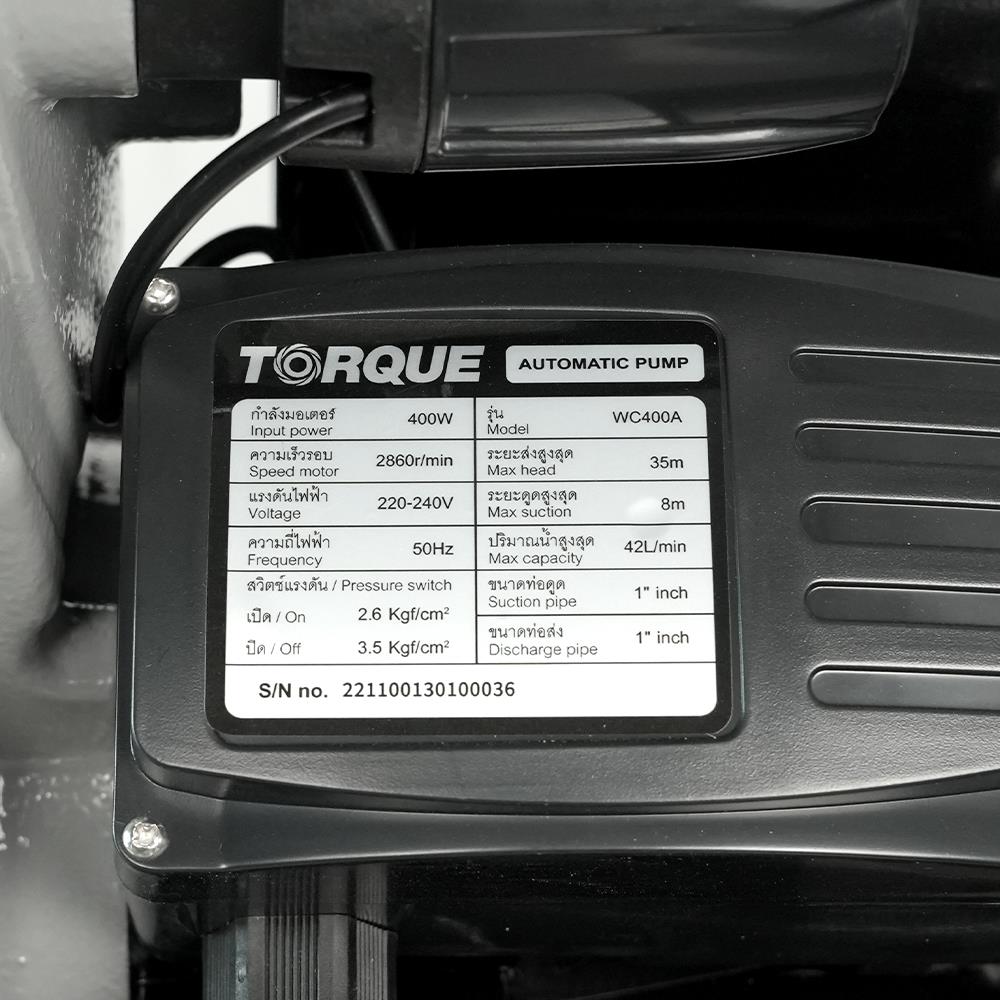 TORQUE AUTOMATIC PUMP
กำลังมอเตอร์
Input power 400W
รุ่น
Model WC400A
ความเร็วรอบ
Speed motor 2860r/min
ระยะส่งสูงสุด
Max head 35m
แรงดันไฟฟ้า
Voltage 220-240V
ระยะดูดสูงสุด
Max suction 8m
ความถี่ไฟฟ้า
Frequency 50Hz
ปริมาณน้ำสูงสุด
Max capacity 42L/min
สวิตช์แรงดัน / Pressure switch
เปิด / On 2.6 Kgf/cm²
ปิด / Off 3.5 Kgf/cm²
ขนาดท่อดูด
Suction pipe 1" inch
ขนาดท่อส่ง
Discharge pipe 1" inch
S/N no. 221100130100036